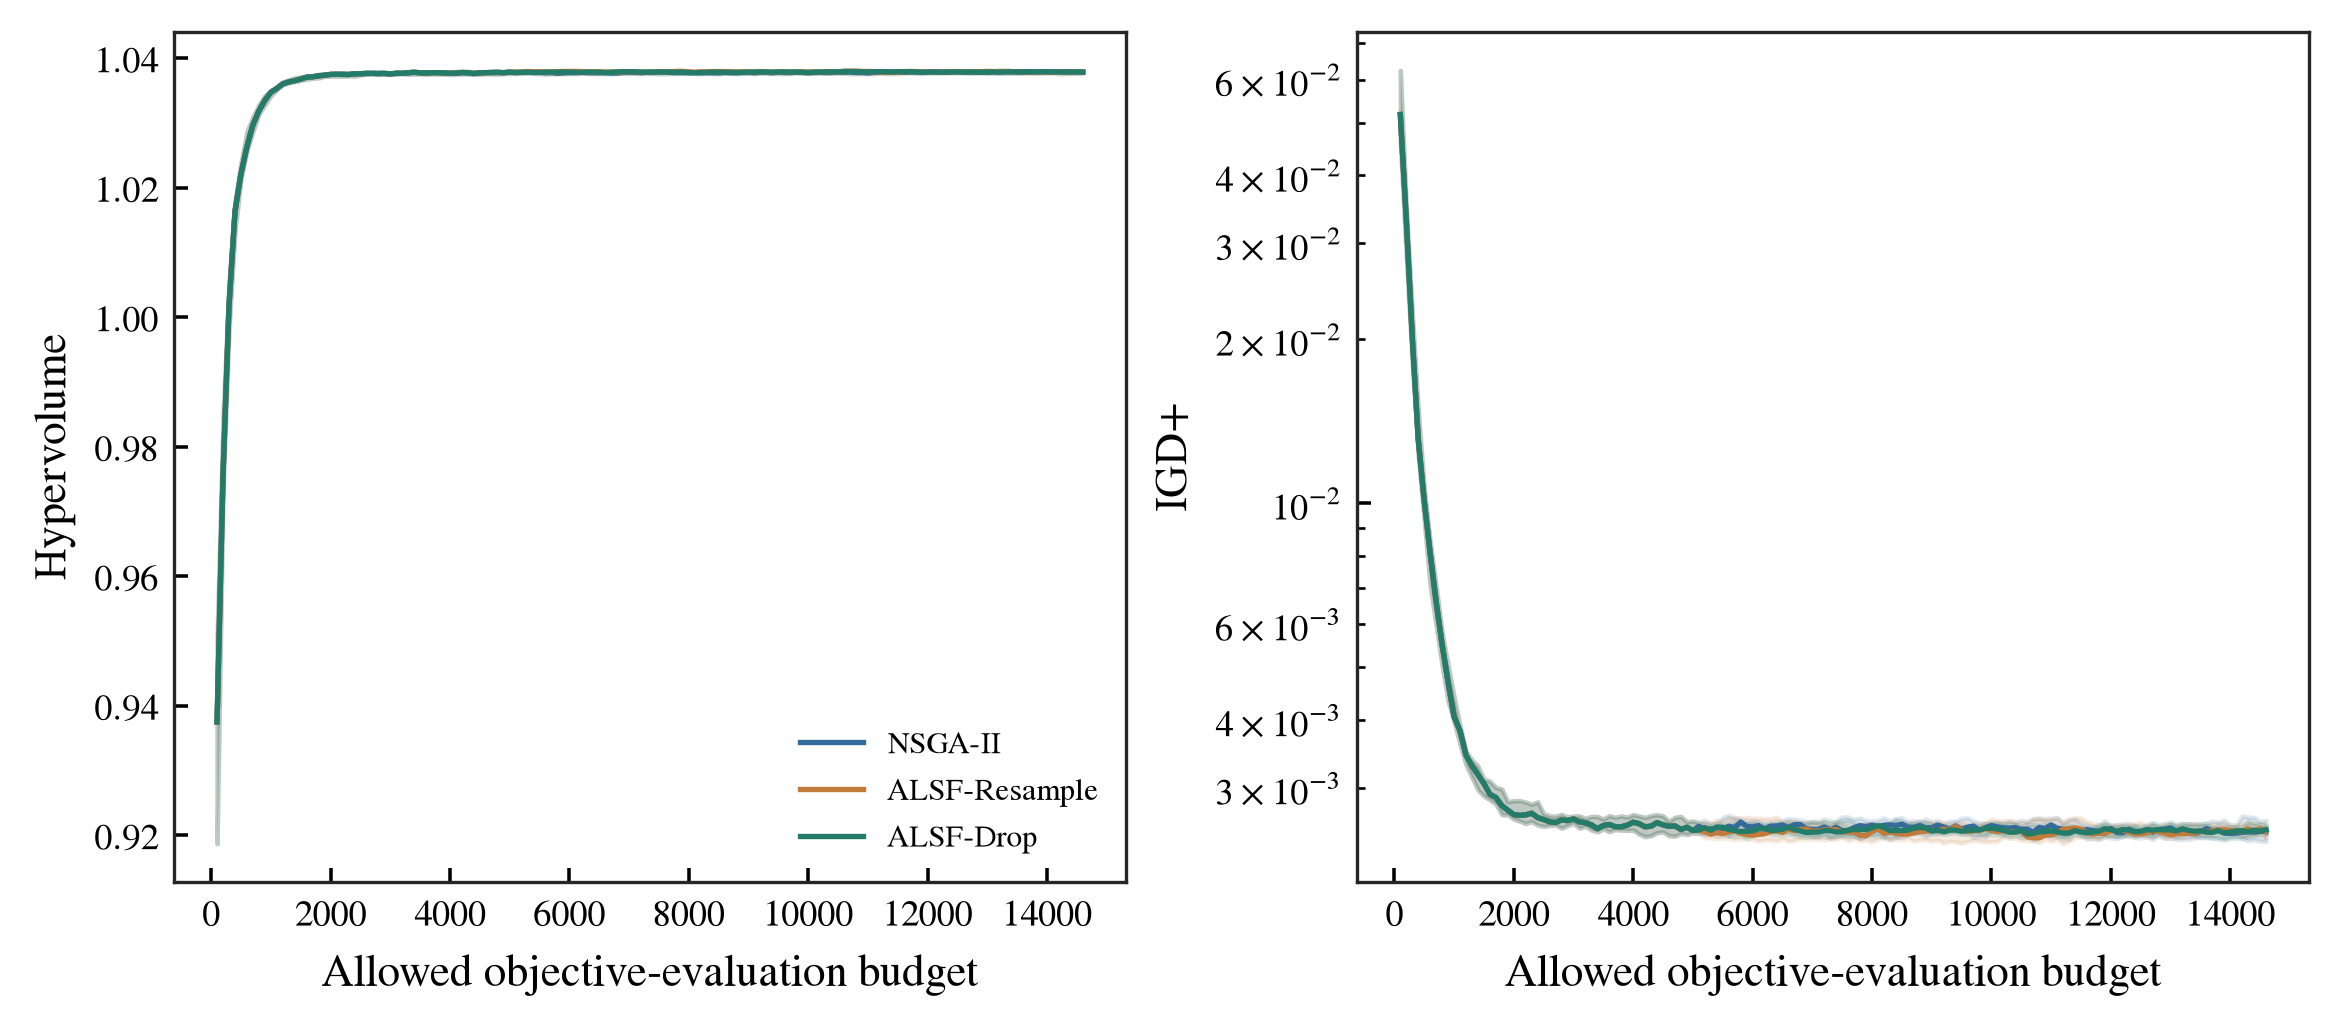 Hypervolume
1.04
1.02
1.00
0.98
0.96
0.94
0.92
0 2000 4000 6000 8000 10000 12000 14000
Allowed objective-evaluation budget
NSGA-II
ALSF-Resample
ALSF-Drop
IGD+
6 × 10⁻²
4 × 10⁻²
3 × 10⁻²
2 × 10⁻²
10⁻²
6 × 10⁻³
4 × 10⁻³
3 × 10⁻³
0 2000 4000 6000 8000 10000 12000 14000
Allowed objective-evaluation budget